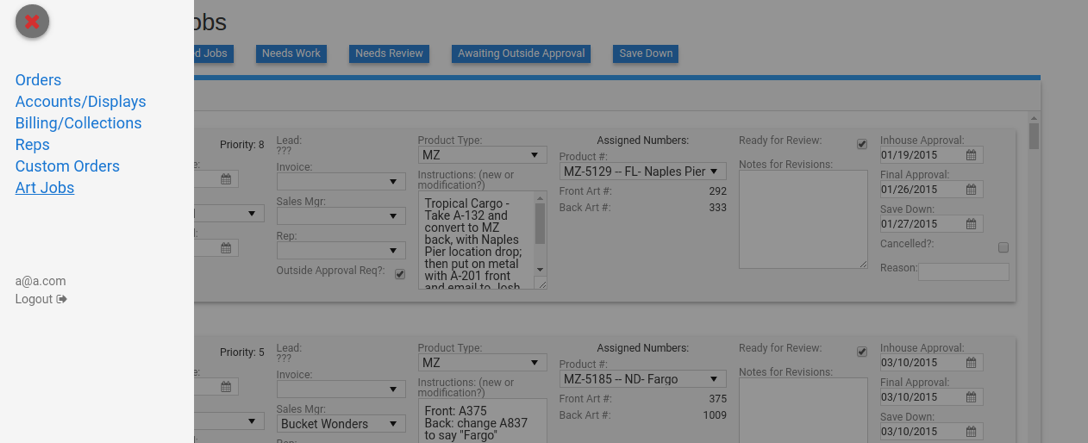 Orders
Accounts/Displays
Billing/Collections
Reps
Custom Orders
Art Jobs
a@a.com
Logout
obs
d Jobs
Needs Work
Needs Review
Awaiting Outside Approval
Save Down
Priority: 8
Lead:
???
Invoice:
Sales Mgr:
Rep:
Outside Approval Req?:
Product Type:
MZ
Instructions: (new or
modification?)
Tropical Cargo -
Take A-132 and
convert to MZ
back, with Naples
Pier location drop;
then put on metal
with A-201 front
and email to Josh
Assigned Numbers:
Product #:
MZ-5129 -- FL- Naples Pier
Front Art #: 292
Back Art #: 333
Ready for Review:
Notes for Revisions:
Inhouse Approval:
01/19/2015
Final Approval:
01/26/2015
Save Down:
01/27/2015
Cancelled?:
Reason:
Priority: 5
Lead:
???
Invoice:
Sales Mgr:
Bucket Wonders
Rep:
Product Type:
MZ
Instructions: (new or
modification?)
Front: A375
Back: change A837
to say "Fargo"
Assigned Numbers:
Product #:
MZ-5185 -- ND- Fargo
Front Art #: 375
Back Art #: 1009
Ready for Review:
Notes for Revisions:
Inhouse Approval:
03/10/2015
Final Approval:
03/10/2015
Save Down:
03/10/2015